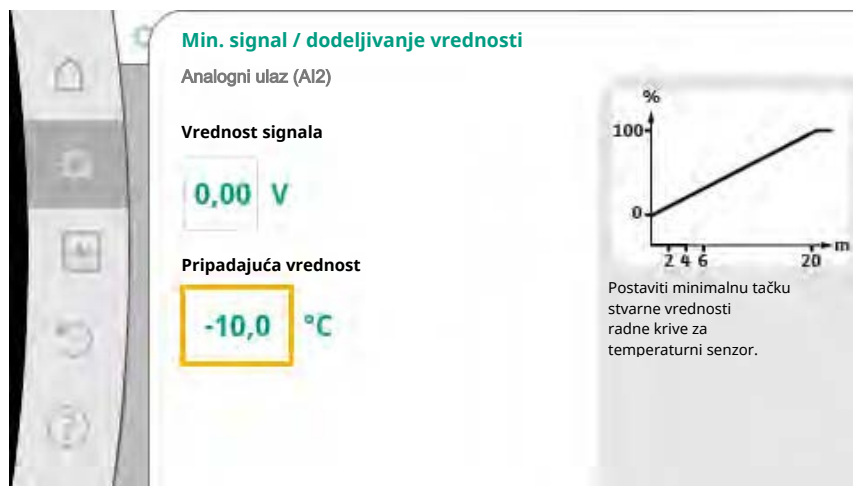 Min. signal / dodeljivanje vrednosti
Analogni ulaz (AI2)
Vrednost signala
0,00 V
Pripadajuća vrednost
-10,0 °C
%
100
0
2 4 6 20
m
Postaviti minimalnu tačku
stvarne vrednosti
radne krive za
temperaturni senzor.